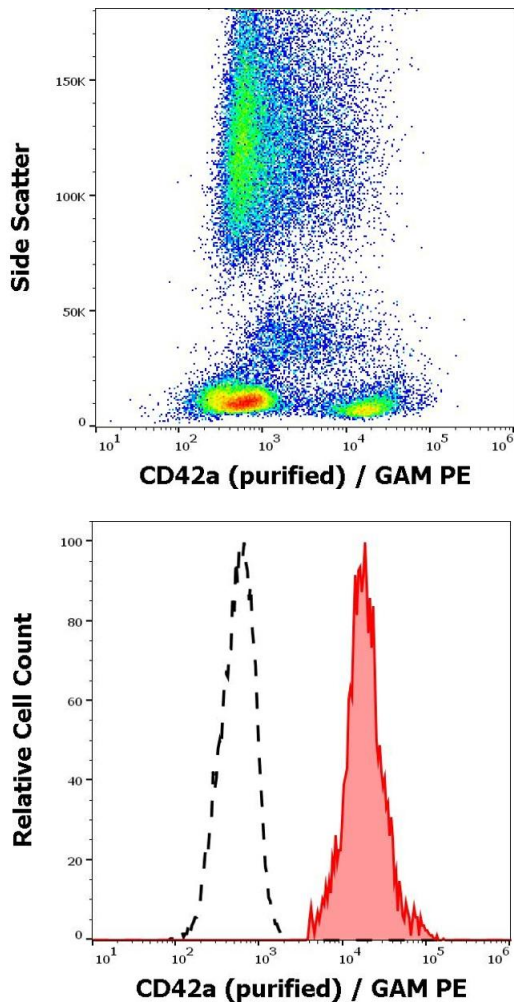 150K
100K
50K
0
Side Scatter
10¹ 10² 10³ 10⁴ 10⁵ 10⁶
CD42a (purified) / GAM PE
100
80
60
40
20
0
Relative Cell Count
10¹ 10² 10³ 10⁴ 10⁵ 10⁶
CD42a (purified) / GAM PE